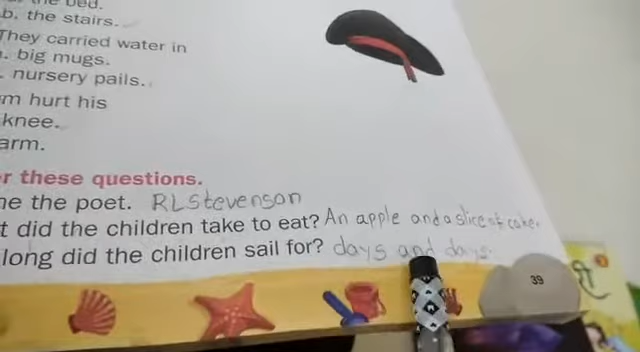 the bed.
b. the stairs.
They carried water in
. big mugs.
. nursery pails.
m hurt his
knee.
arm.
r these questions.
me the poet. RLStevenson
t did the children take to eat? An apple and a slice of cake.
long did the children sail for? days and days.
39